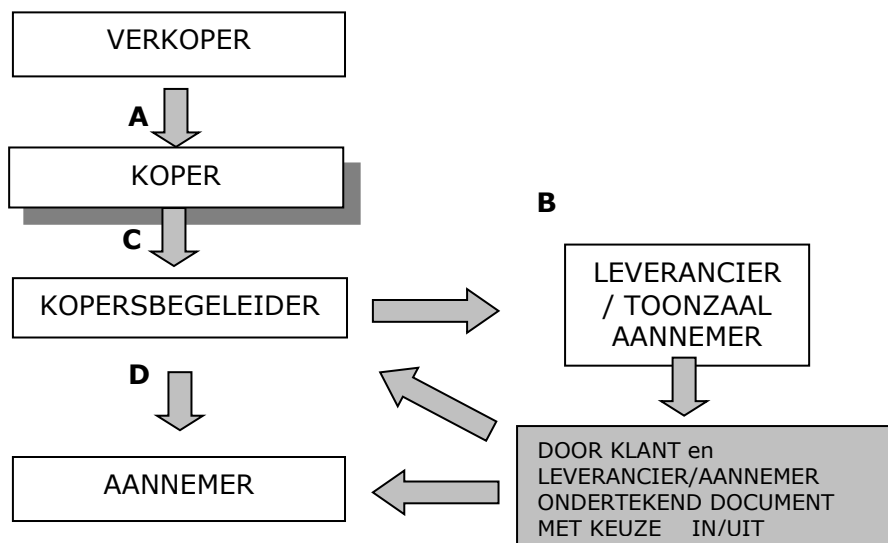 VERKOPER
A
KOPER
B
C
KOPERSBEGELEIDER
LEVERANCIER
/ TOONZAAL
AANNEMER
D
AANNEMER
DOOR KLANT en
LEVERANCIER/AANNEMER
ONDERTEKEND DOCUMENT
MET KEUZE IN/UIT